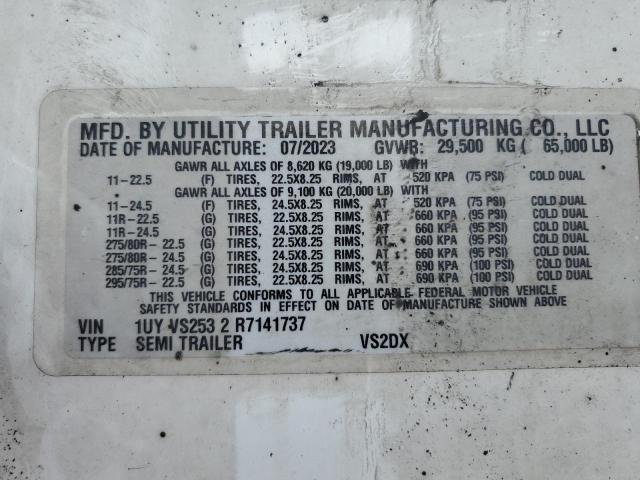 MFD. BY UTILITY TRAILER MANUFACTURING CO., LLC
DATE OF MANUFACTURE: 07/2023 GVWR: 29,500 KG ( 65,000 LB)
GAWR ALL AXLES OF 8,620 KG (19,000 LB) WITH
11-22.5 (F) TIRES, 22.5X8.25 RIMS, AT 520 KPA (75 PSI) COLD DUAL
GAWR ALL AXLES OF 9,100 KG (20,000 LB) WITH
11-24.5 (F) TIRES, 24.5X8.25 RIMS, AT 520 KPA (75 PSI) COLD DUAL
11R-22.5 (G) TIRES, 22.5X8.25 RIMS, AT 660 KPA (95 PSI) COLD DUAL
11R-24.5 (G) TIRES, 24.5X8.25 RIMS, AT 660 KPA (95 PSI) COLD DUAL
275/80R-22.5 (G) TIRES, 22.5X8.25 RIMS, AT 660 KPA (95 PSI) COLD DUAL
275/80R-24.5 (G) TIRES, 24.5X8.25 RIMS, AT 660 KPA (95 PSI) COLD DUAL
285/75R-24.5 (G) TIRES, 24.5X8.25 RIMS, AT 690 KPA (100 PSI) COLD DUAL
295/75R-22.5 (G) TIRES, 22.5X8.25 RIMS, AT 690 KPA (100 PSI) COLD DUAL
THIS VEHICLE CONFORMS TO ALL APPLICABLE FEDERAL MOTOR VEHICLE
SAFETY STANDARDS IN EFFECT ON DATE OF MANUFACTURE SHOWN ABOVE
VIN 1UY VS253 2 R7141737
TYPE SEMI TRAILER VS2DX